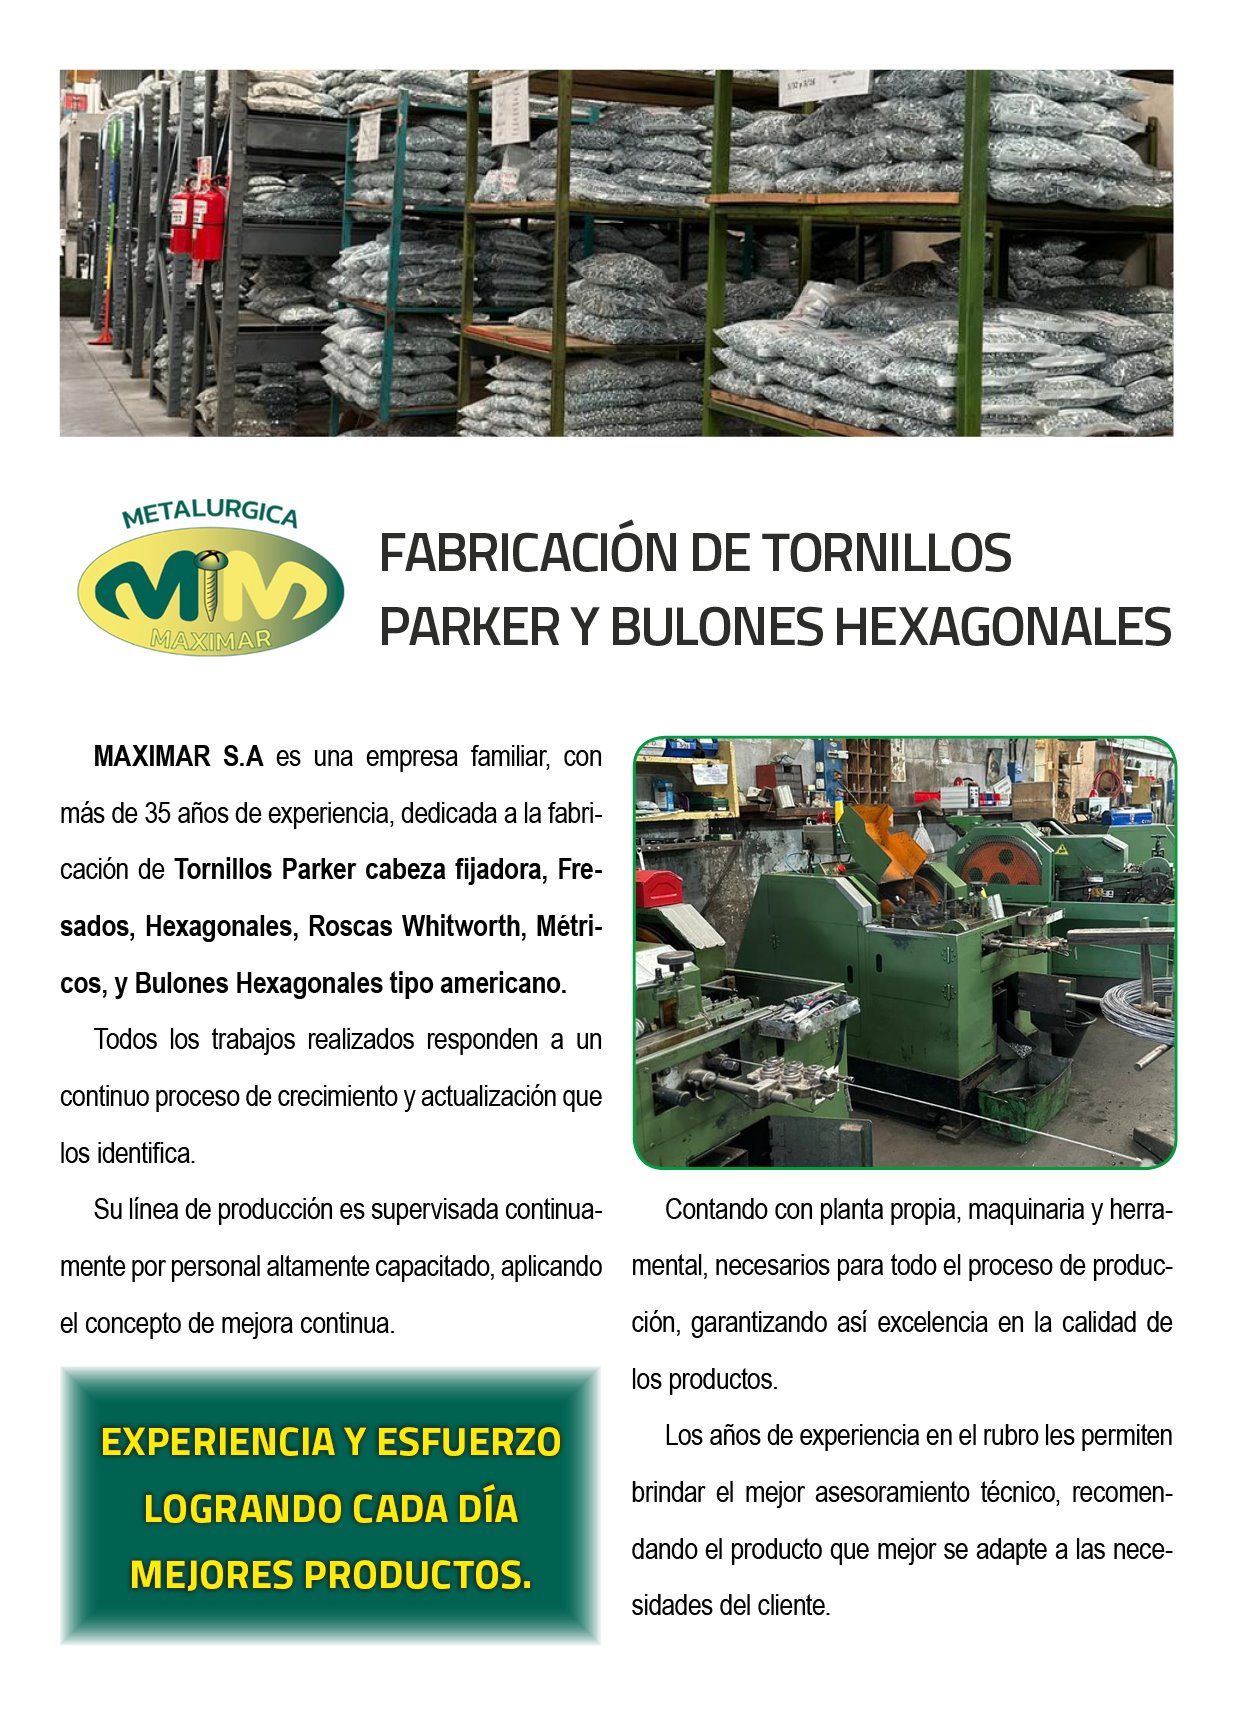 METALURGICA
MAXIMAR
FABRICACIÓN DE TORNILLOS
PARKER Y BULONES HEXAGONALES
MAXIMAR S.A es una empresa familiar, con
más de 35 años de experiencia, dedicada a la fabri-
cación de Tornillos Parker cabeza fijadora, Fre-
sados, Hexagonales, Roscas Whitworth, Métri-
cos, y Bulones Hexagonales tipo americano.
Todos los trabajos realizados responden a un
continuo proceso de crecimiento y actualización que
los identifica.
Su línea de producción es supervisada continua-
mente por personal altamente capacitado, aplicando
el concepto de mejora continua.
EXPERIENCIA Y ESFUERZO
LOGRANDO CADA DÍA
MEJORES PRODUCTOS.
Contando con planta propia, maquinaria y herra-
mental, necesarios para todo el proceso de produc-
ción, garantizando así excelencia en la calidad de
los productos.
Los años de experiencia en el rubro les permiten
brindar el mejor asesoramiento técnico, recomen-
dando el producto que mejor se adapte a las nece-
sidades del cliente.